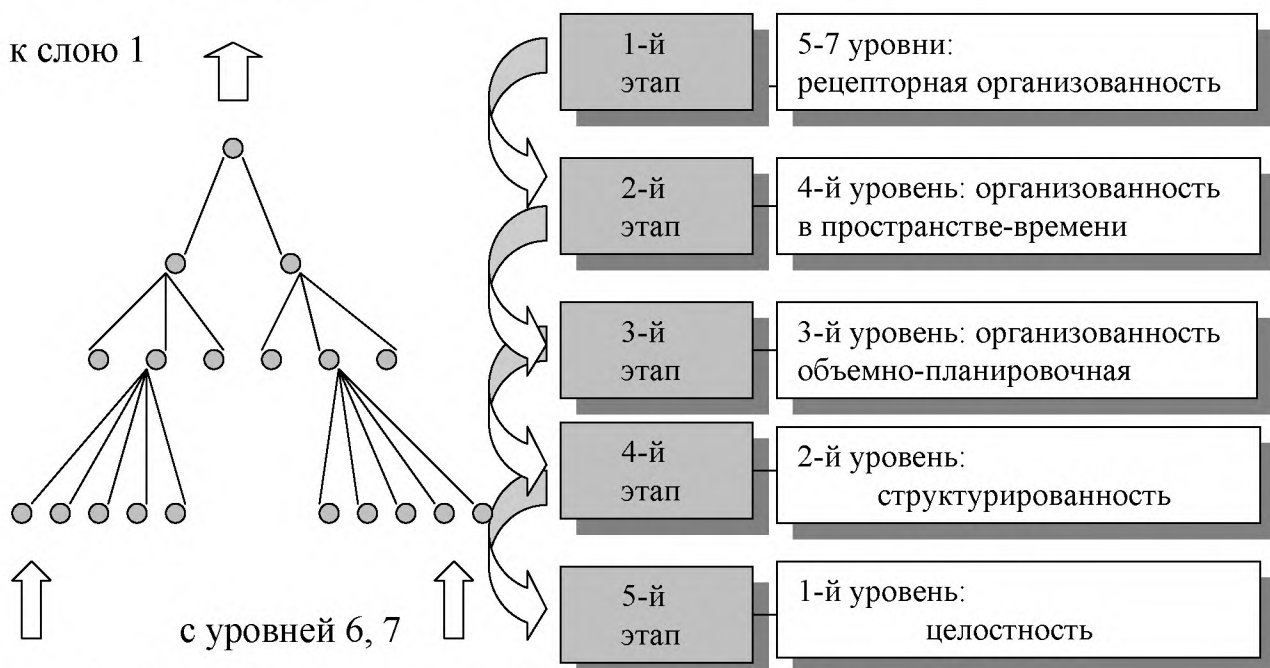 к слою 1
1-й
этап
5-7 уровни:
рецепторная организованность
2-й
этап
4-й уровень: организованность
в пространстве-времени
3-й
этап
3-й уровень: организованность
объемно-планировочная
4-й
этап
2-й уровень:
структурированность
5-й
этап
1-й уровень:
целостность
с уровней 6, 7